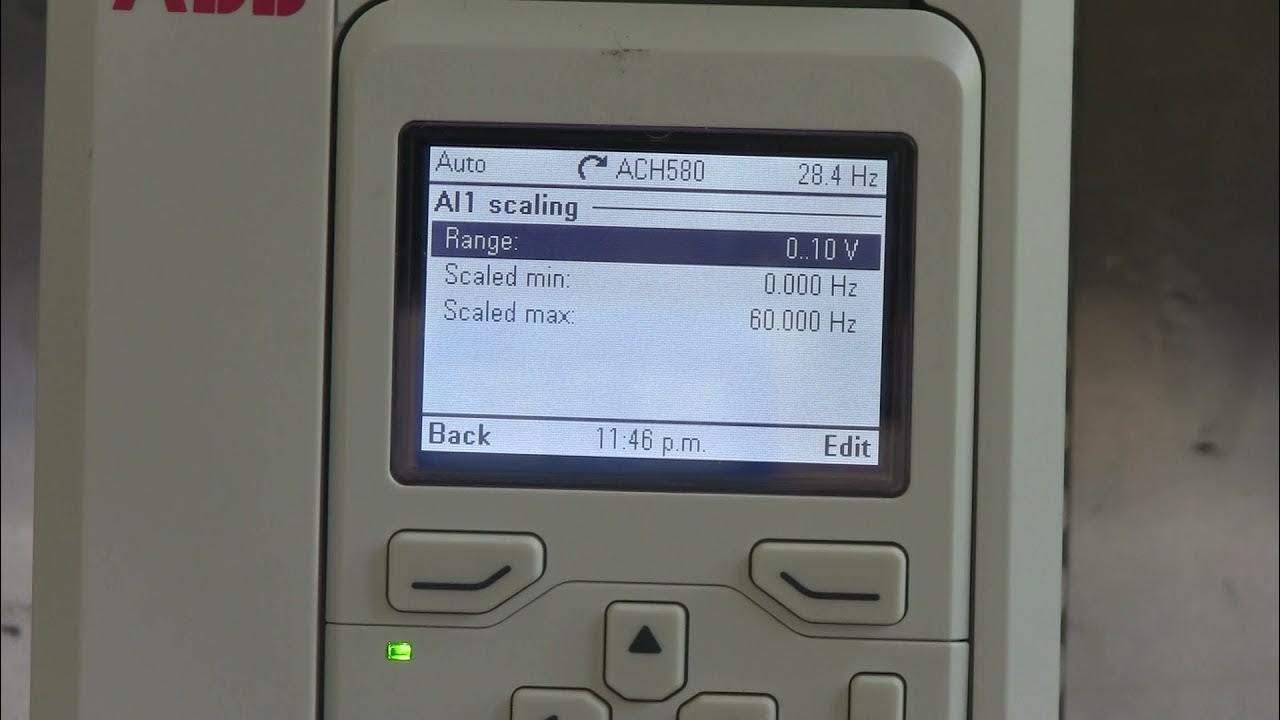 ABB
Auto ACH580 28.4 Hz
AI1 scaling
Range: 0..10 V
Scaled min: 0.000 Hz
Scaled max: 60.000 Hz
Back 11:46 p.m. Edit